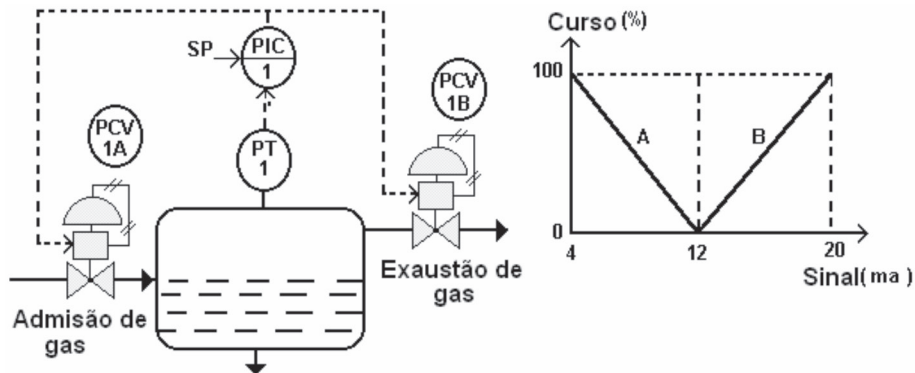 SP
PIC
1
PT
1
PCV
1A
PCV
1B
Admisão de
gas
Exaustão de
gas
Curso (%)
100
A
B
0
4
12
20
Sinal(ma)